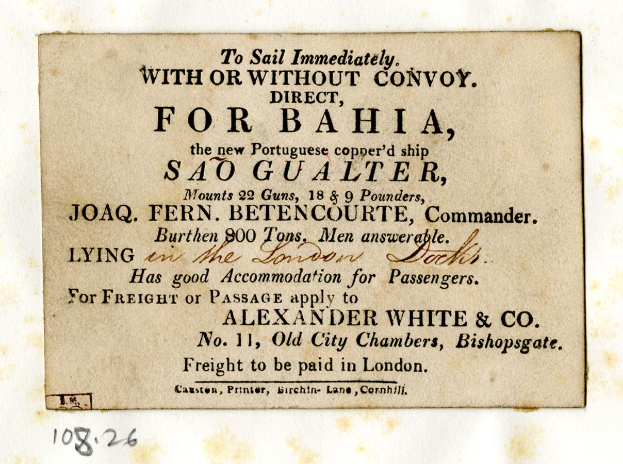 To Sail Immediately.
WITH OR WITHOUT CONVOY.
DIRECT,
FOR BAHIA,
the new Portuguese copper'd ship
SAÕ GUALTER,
Mounts 22 Guns, 18 & 9 Pounders,
JOAQ. FERN. BETENCOURTE, Commander.
Burthen 800 Tons. Men answerable.
LYING in the London Docks.
Has good Accommodation for Passengers.
For FREIGHT or PASSAGE apply to
ALEXANDER WHITE & CO.
No. 11, Old City Chambers, Bishopsgate.
Freight to be paid in London.
Causton, Printer, Birchin-Lane, Cornhill.
108.26